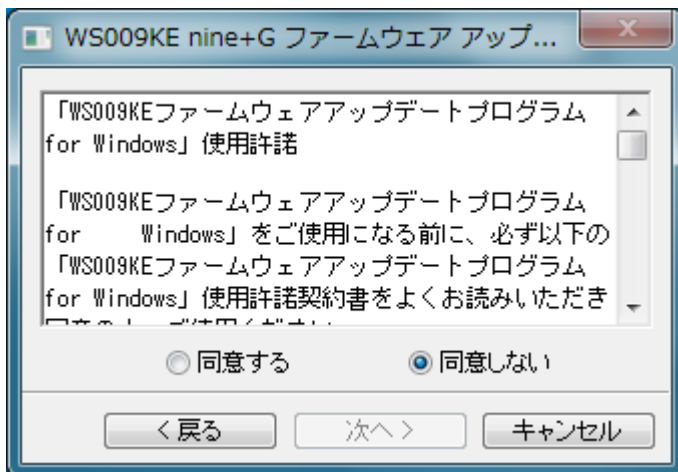 WS009KE nine+G ファームウェア アップ...
「WS009KEファームウェアアップデートプログラム
for Windows」使用許諾
「WS009KEファームウェアアップデートプログラム
for Windows」をご使用になる前に、必ず以下の
「WS009KEファームウェアアップデートプログラム
for Windows」使用許諾契約書をよくお読みいただき
同意する
同意しない
< 戻る
次へ >
キャンセル